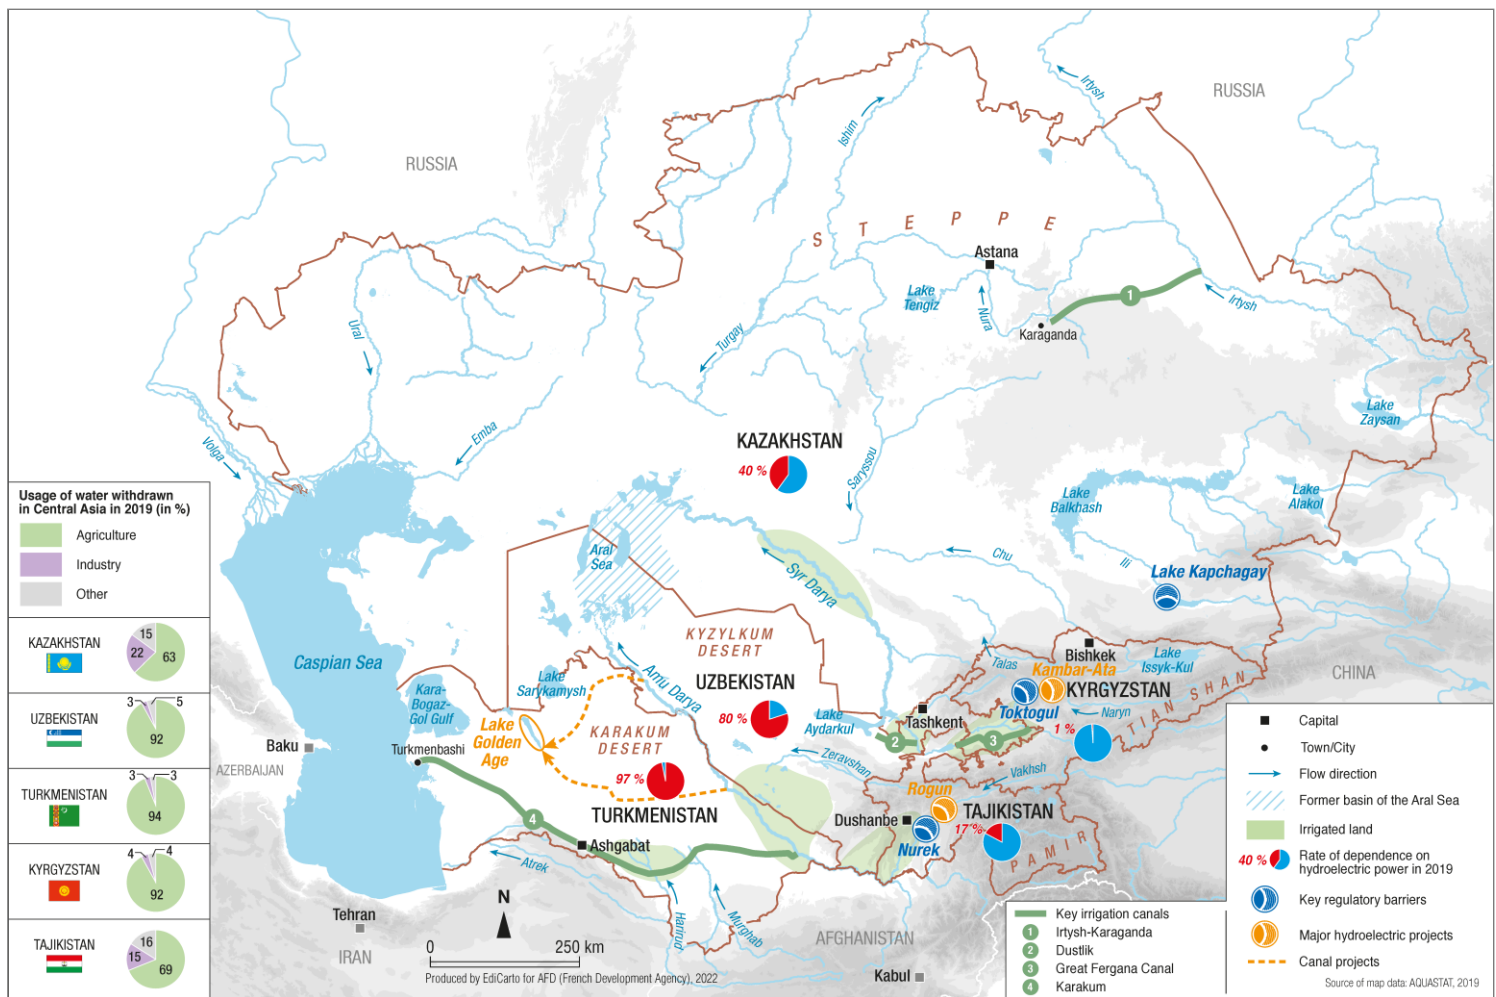 RUSSIA
RUSSIA
Irtysh
Ishim
STEPPE
Astana
Lake
Tengiz
Nura
Irtysh
1
Karaganda
Ural
Turgay
Lake
Zaysan
Volga
Emba
KAZAKHSTAN
40 %
Saryssou
Lake
Balkhash
Lake
Alakol
Aral
Sea
Syr Darya
Chu
Ili
Lake Kapchagay
Caspian Sea
KYZYLKUM
DESERT
Amu Darya
UZBEKISTAN
80 %
Lake
Sarykamysh
Kara-
Bogaz-
Gol Gulf
Lake
Golden
Age
KARAKUM
DESERT
97 %
TURKMENISTAN
Turkmenbashi
Baku
AZERBAIJAN
4
Ashgabat
Atrek
Harirud
Murghab
Lake
Aydarkul
Zeravshan
Tashkent
2
3
Talas
Bishkek
Kambar-Ata
Lake
Issyk-Kul
KYRGYZSTAN
Toktogul
Naryn
1 %
TIAN SHAN
CHINA
Vakhsh
Rogun
Dushanbe
TAJIKISTAN
17 %
Nurek
PAMIR
Tehran
IRAN
AFGHANISTAN
Kabul
N
0 250 km
Produced by EdiCarto for AFD (French Development Agency), 2022
Usage of water withdrawn
in Central Asia in 2019 (in %)
Agriculture
Industry
Other
KAZAKHSTAN
15
22
63
UZBEKISTAN
3
5
92
TURKMENISTAN
3
3
94
KYRGYZSTAN
4
4
92
TAJIKISTAN
16
15
69
Key irrigation canals
1 Irtysh-Karaganda
2 Dustlik
3 Great Fergana Canal
4 Karakum
Capital
Town/City
Flow direction
Former basin of the Aral Sea
Irrigated land
40 % Rate of dependence on
hydroelectric power in 2019
Key regulatory barriers
Major hydroelectric projects
Canal projects
Source of map data: AQUASTAT, 2019